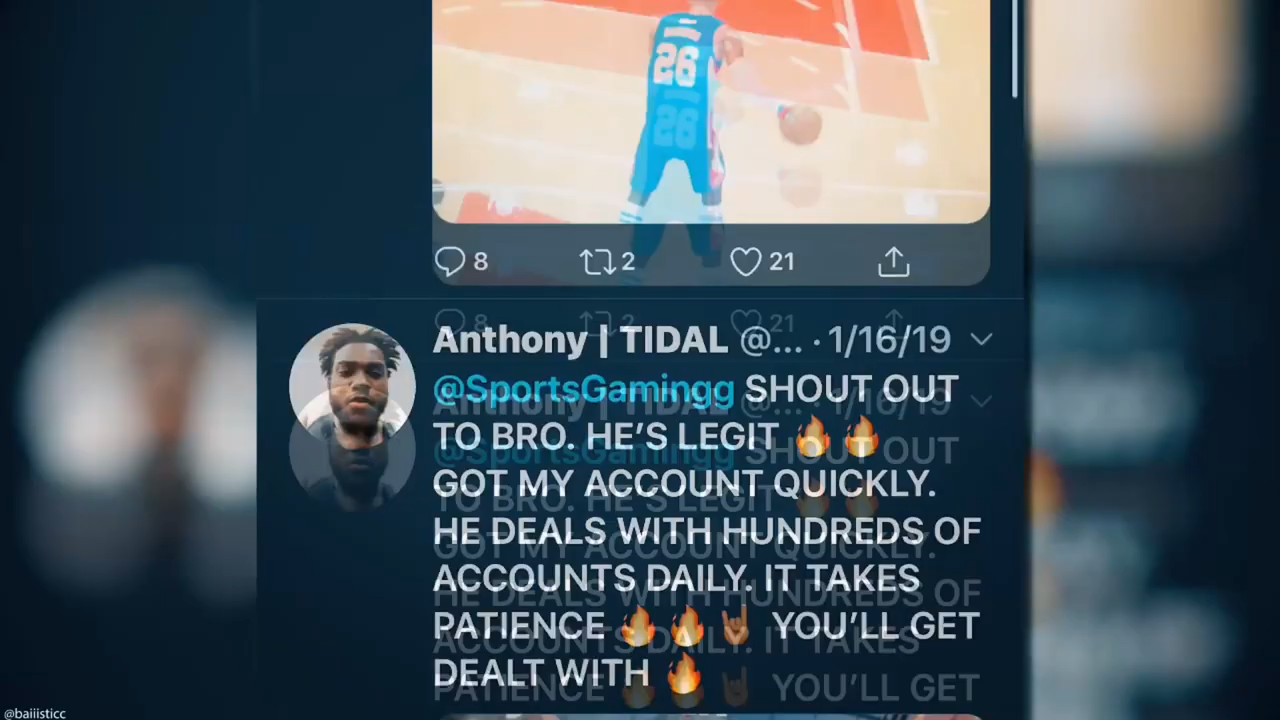 26
8 2 21
Anthony | TIDAL @... · 1/16/19
@SportsGamingg SHOUT OUT
TO BRO. HE’S LEGIT 🔥 🔥
GOT MY ACCOUNT QUICKLY.
HE DEALS WITH HUNDREDS OF
ACCOUNTS DAILY. IT TAKES
PATIENCE 🔥 🔥 🤘🏾 YOU’LL GET
DEALT WITH 🔥
@baiiisticc